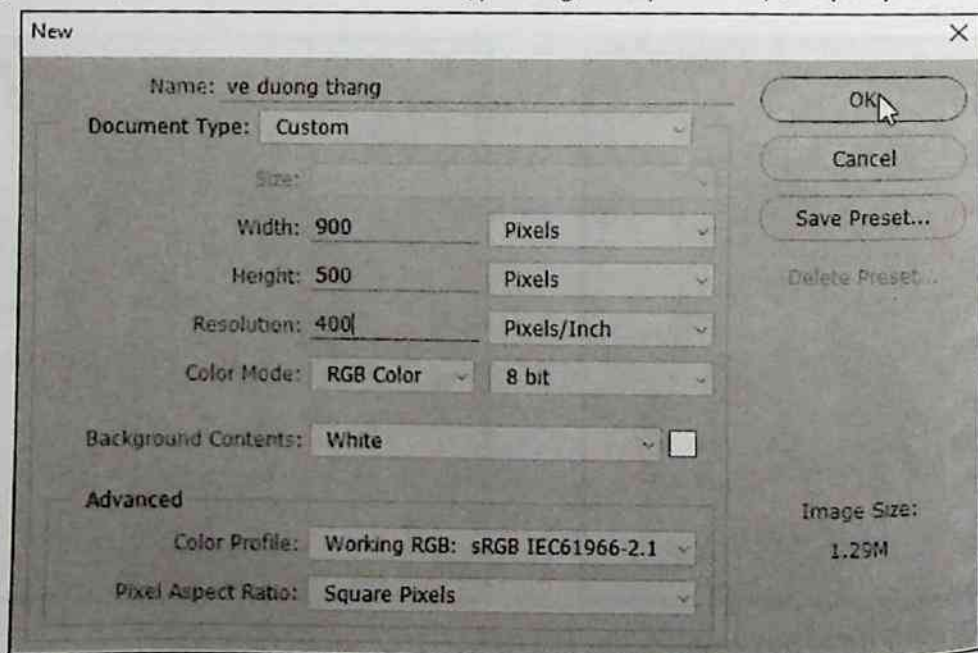 New
Name: ve duong thang
OK
Document Type: Custom
Cancel
Size:
Save Preset...
Width: 900 Pixels
Height: 500 Pixels
Delete Preset...
Resolution: 400 Pixels/Inch
Color Mode: RGB Color 8 bit
Background Contents: White
Advanced
Image Size:
Color Profile: Working RGB: sRGB IEC61966-2.1
1.29M
Pixel Aspect Ratio: Square Pixels